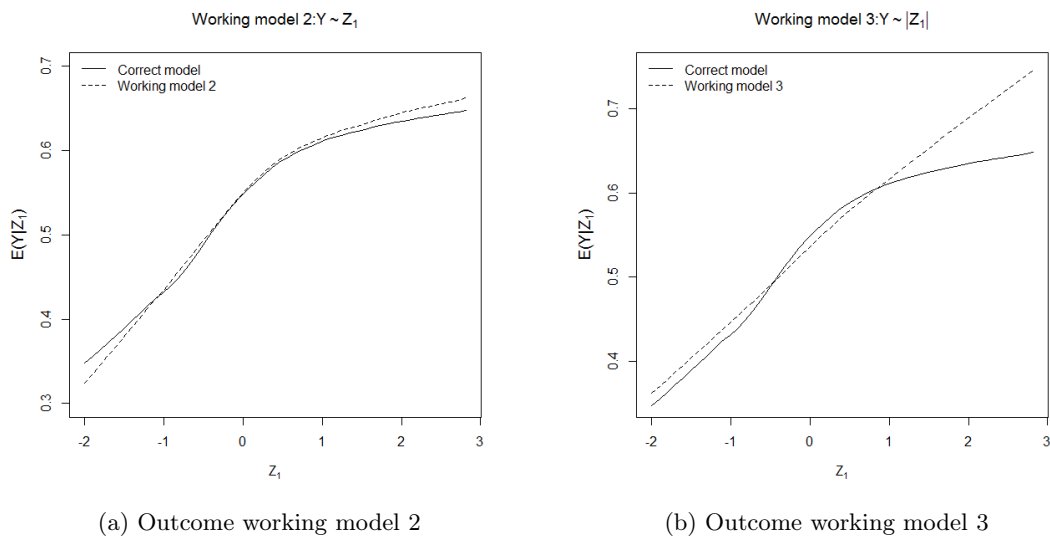 Working model 2:Y ~ Z₁
Correct model
Working model 2
E(Y|Z₁)
0.7
0.6
0.5
0.4
0.3
-2 -1 0 1 2 3
Z₁
(a) Outcome working model 2
Working model 3:Y ~ |Z₁|
Correct model
Working model 3
E(Y|Z₁)
0.7
0.6
0.5
0.4
-2 -1 0 1 2 3
Z₁
(b) Outcome working model 3